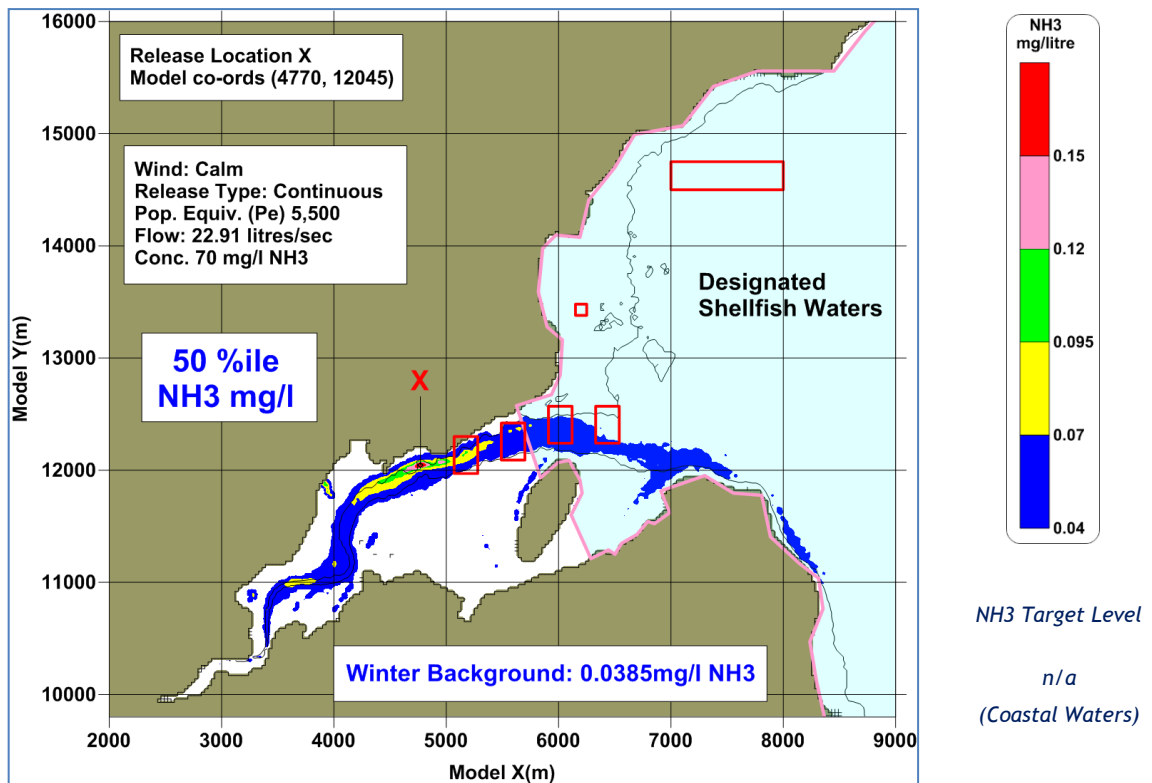 16000
15000
14000
13000
12000
11000
10000
Model Y(m)
Release Location X
Model co-ords (4770, 12045)
Wind: Calm
Release Type: Continuous
Pop. Equiv. (Pe) 5,500
Flow: 22.91 litres/sec
Conc. 70 mg/l NH3
Designated
Shellfish Waters
50 %ile
NH3 mg/l
X
Winter Background: 0.0385mg/l NH3
2000 3000 4000 5000 6000 7000 8000 9000
Model X(m)
NH3
mg/litre
0.15
0.12
0.095
0.07
0.04
NH3 Target Level
n/a
(Coastal Waters)